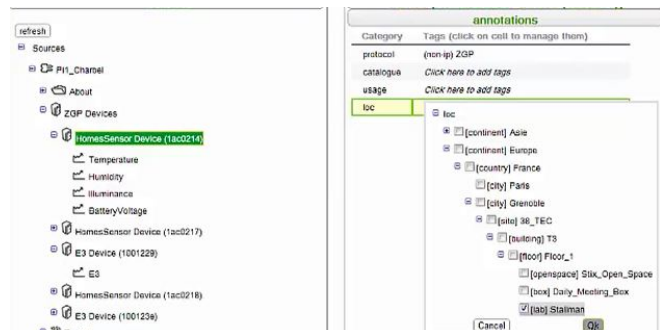 refresh
Sources
PI1_Charoel
About
ZGP Devices
HomesSensor Device (1ac0214)
Temperature
Humidity
Illuminance
BatteryVoltage
HomesSensor Device (1ac0217)
E3 Device (1001229)
E3
HomesSensor Device (1ac0218)
E3 Device (100123e)
annotations
Category Tags (click on cell to manage them)
protocol (non-ip) ZGP
catalogue Click here to add tags
usage Click here to add tags
loc
loc
[continent] Asie
[continent] Europe
[country] France
[city] Paris
[city] Grenoble
[site] 38_TEC
[building] T3
[floor] Floor_1
[openspace] Stix_Open_Space
[box] Daily_Meeting_Box
[lab] Stallman
Cancel Ok